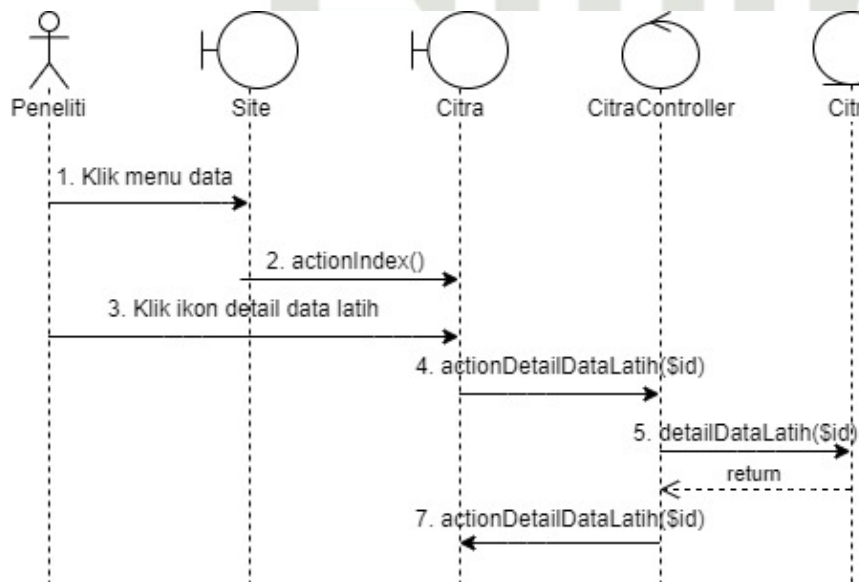 Peneliti
Site
Citra
CitraController
1. Klik menu data
2. actionIndex()
3. Klik ikon detail data latih
4. actionDetailDataLatih($id)
5. detailDataLatih($id)
return
7. actionDetailDataLatih($id)